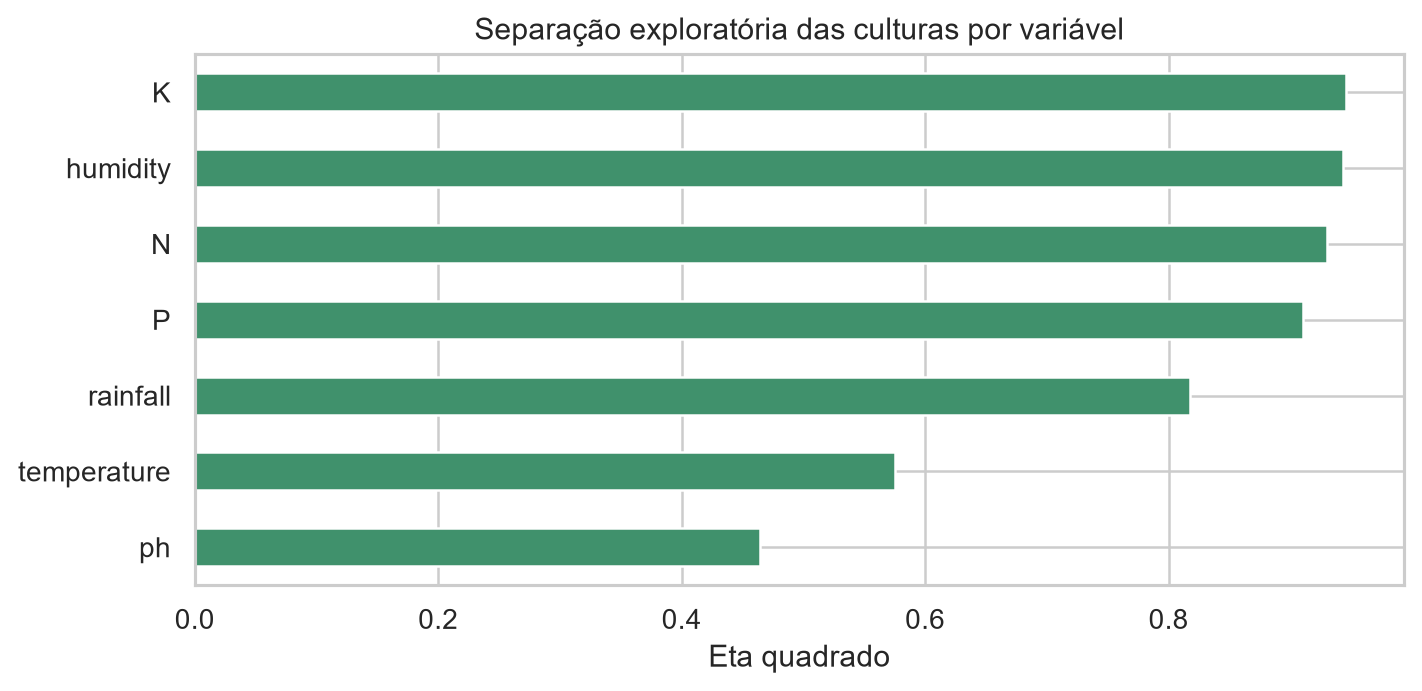 Separação exploratória das culturas por variável
K
humidity
N
P
rainfall
temperature
ph
0.0 0.2 0.4 0.6 0.8
Eta quadrado